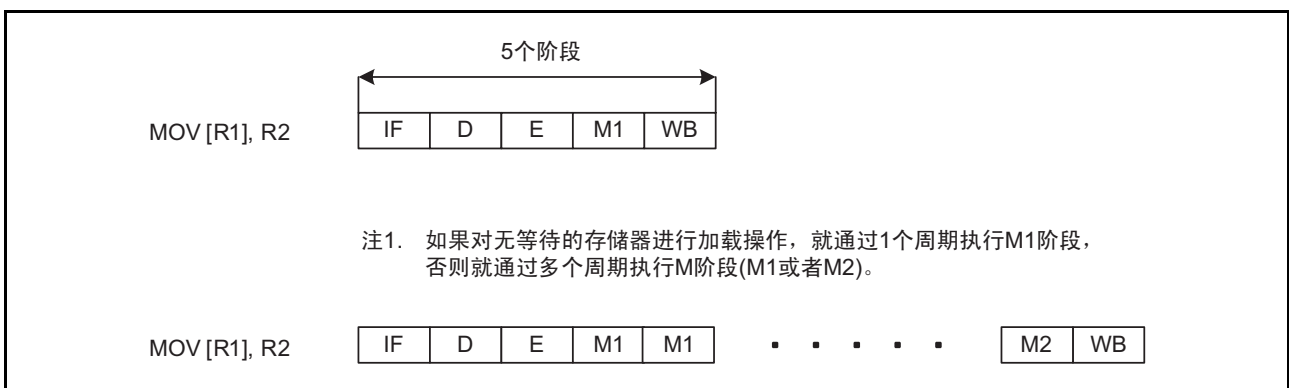 5个阶段
MOV [R1], R2 IF D E M1 WB
注1. 如果对无等待的存储器进行加载操作，就通过1个周期执行M1阶段，
否则就通过多个周期执行M阶段(M1或者M2)。
MOV [R1], R2 IF D E M1 M1 ・・・・・ M2 WB